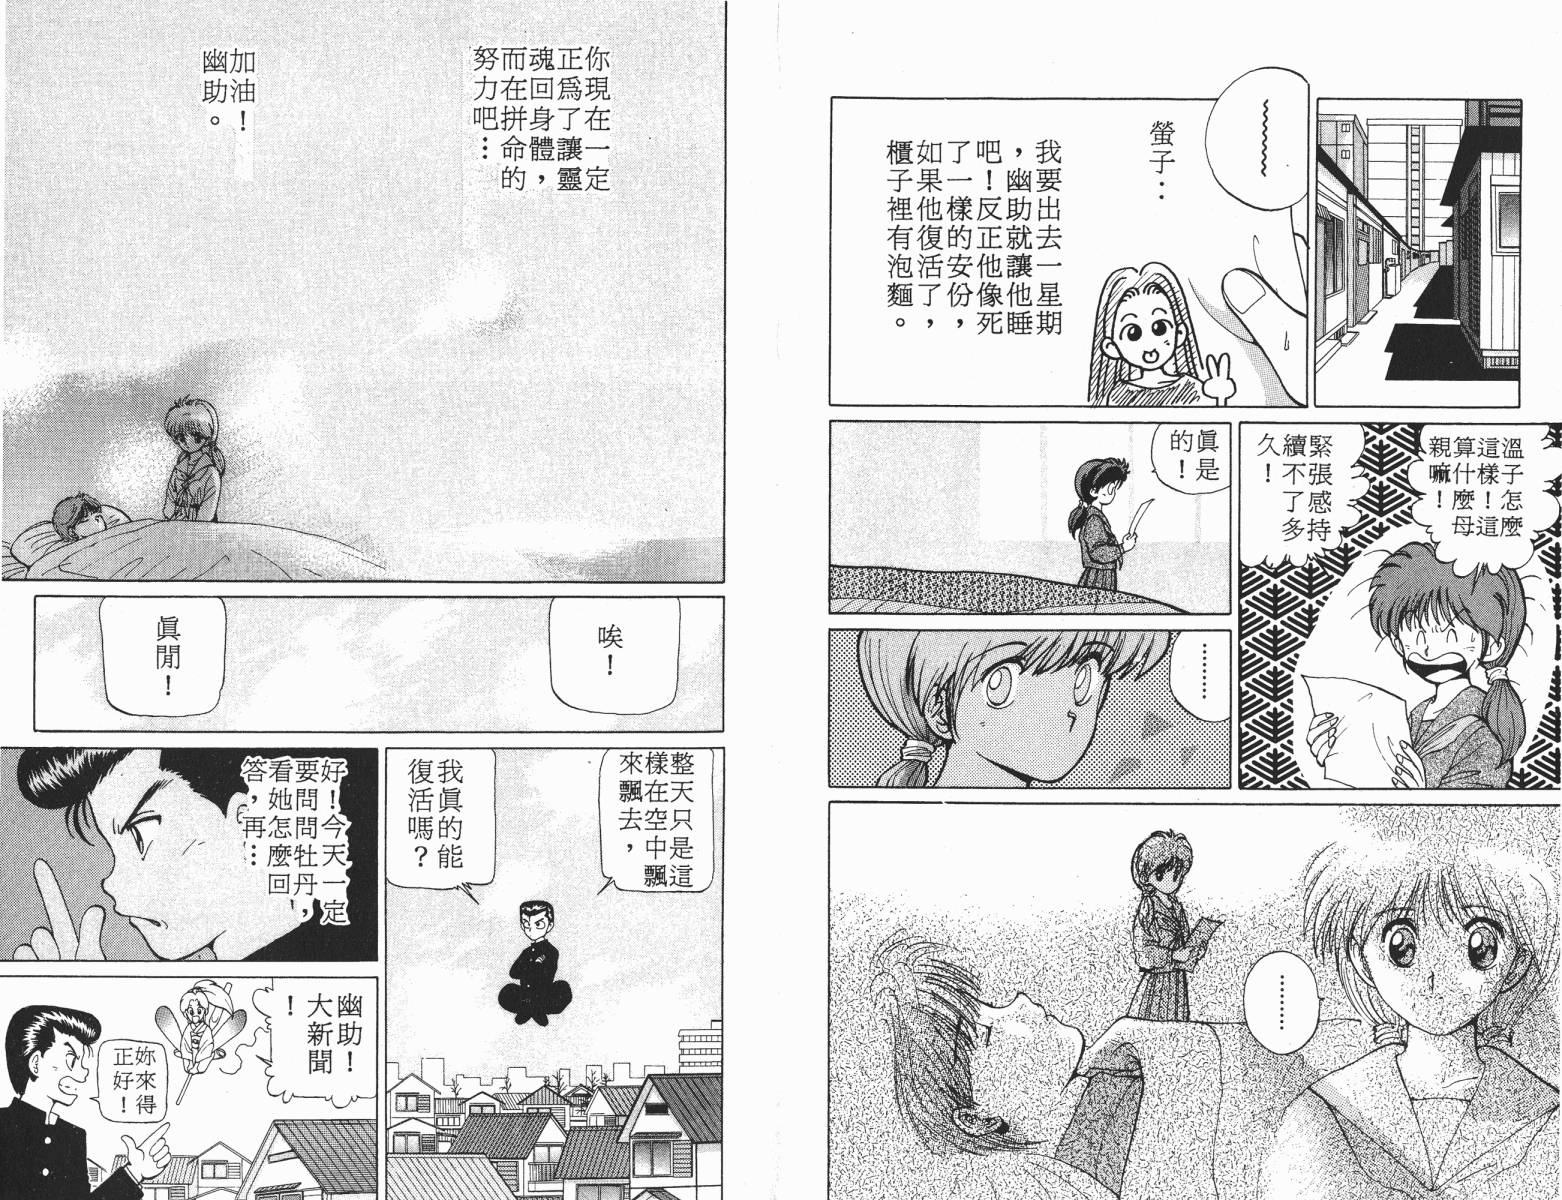 螢子：
我要出去一星期
，幽助就讓他睡
吧！反正他像死
了一樣的安份，
如果他復活了，
櫃子裡有泡麵。
溫子怎麼
這樣！這
算什麼母
親嘛！
緊張感持
續不了多
久！
眞是
的！
………
………
你現在一定
正爲了讓靈
魂回身體，
而在拼命的
努力吧…
加油！
幽助。
唉！
眞閒！
整天只是這
樣在空中飄
來飄去，
我眞的能
復活嗎？
好！今天一定
要問問牡丹，
看她怎麼回
答，再…
幽助！
大新聞
！
妳來得
正好！